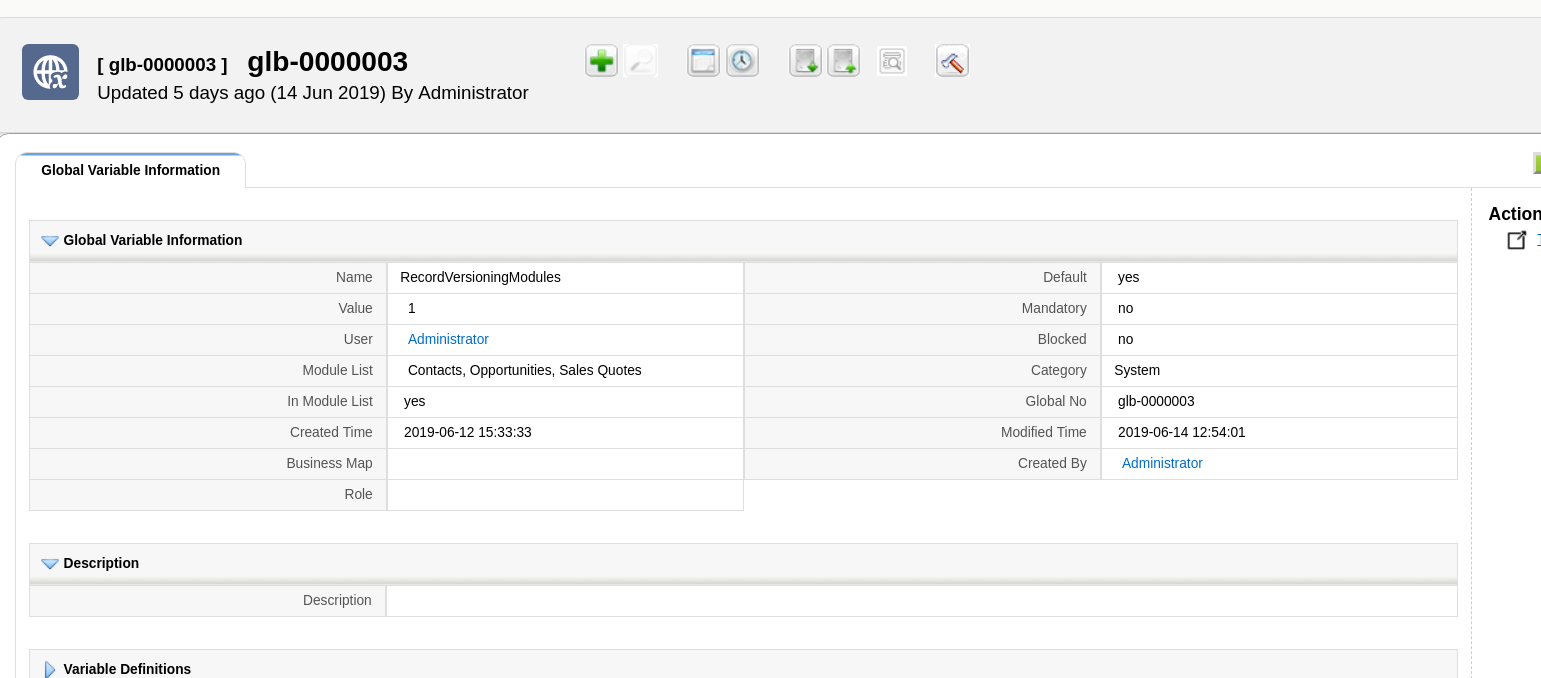 [ glb-0000003 ] glb-0000003
Updated 5 days ago (14 Jun 2019) By Administrator
Global Variable Information
Action
Global Variable Information
Name RecordVersioningModules Default yes
Value 1 Mandatory no
User Administrator Blocked no
Module List Contacts, Opportunities, Sales Quotes Category System
In Module List yes Global No glb-0000003
Created Time 2019-06-12 15:33:33 Modified Time 2019-06-14 12:54:01
Business Map Created By Administrator
Role
Description
Description
Variable Definitions